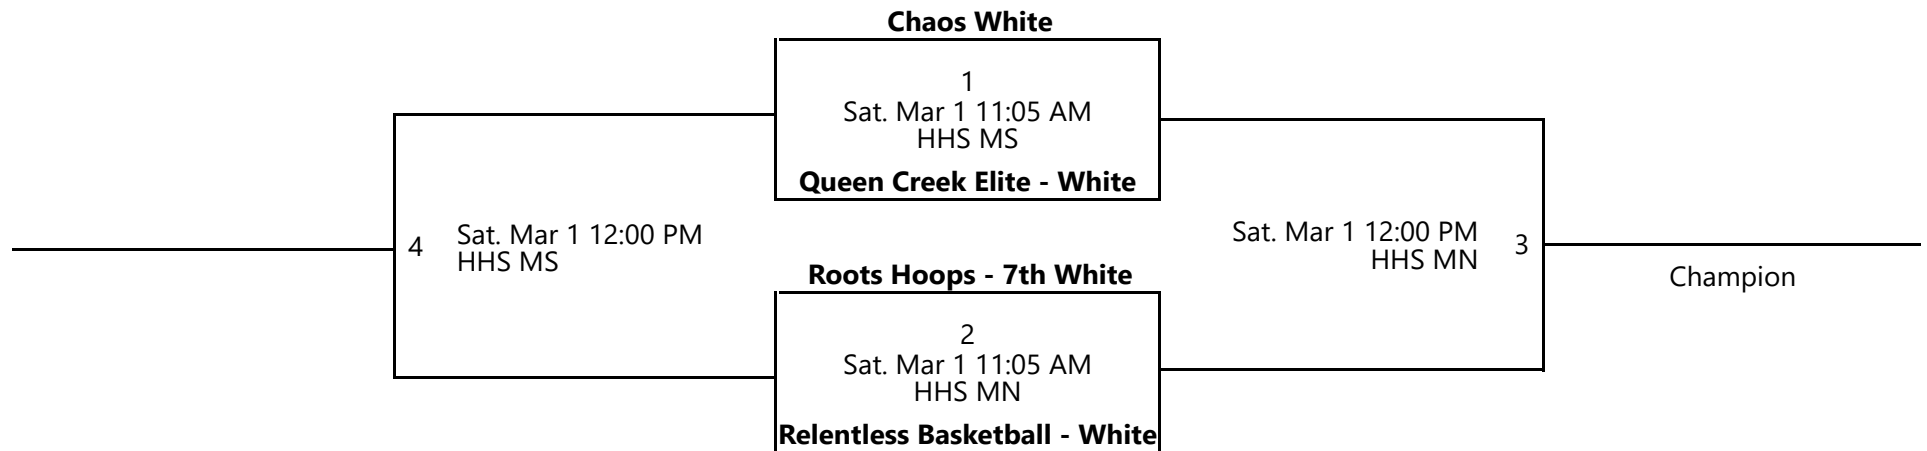 Chaos White
1
Sat. Mar 1 11:05 AM
HHS MS
Queen Creek Elite - White
4
Sat. Mar 1 12:00 PM
HHS MS
Sat. Mar 1 12:00 PM
HHS MN
3
Champion
Roots Hoops - 7th White
2
Sat. Mar 1 11:05 AM
HHS MN
Relentless Basketball - White